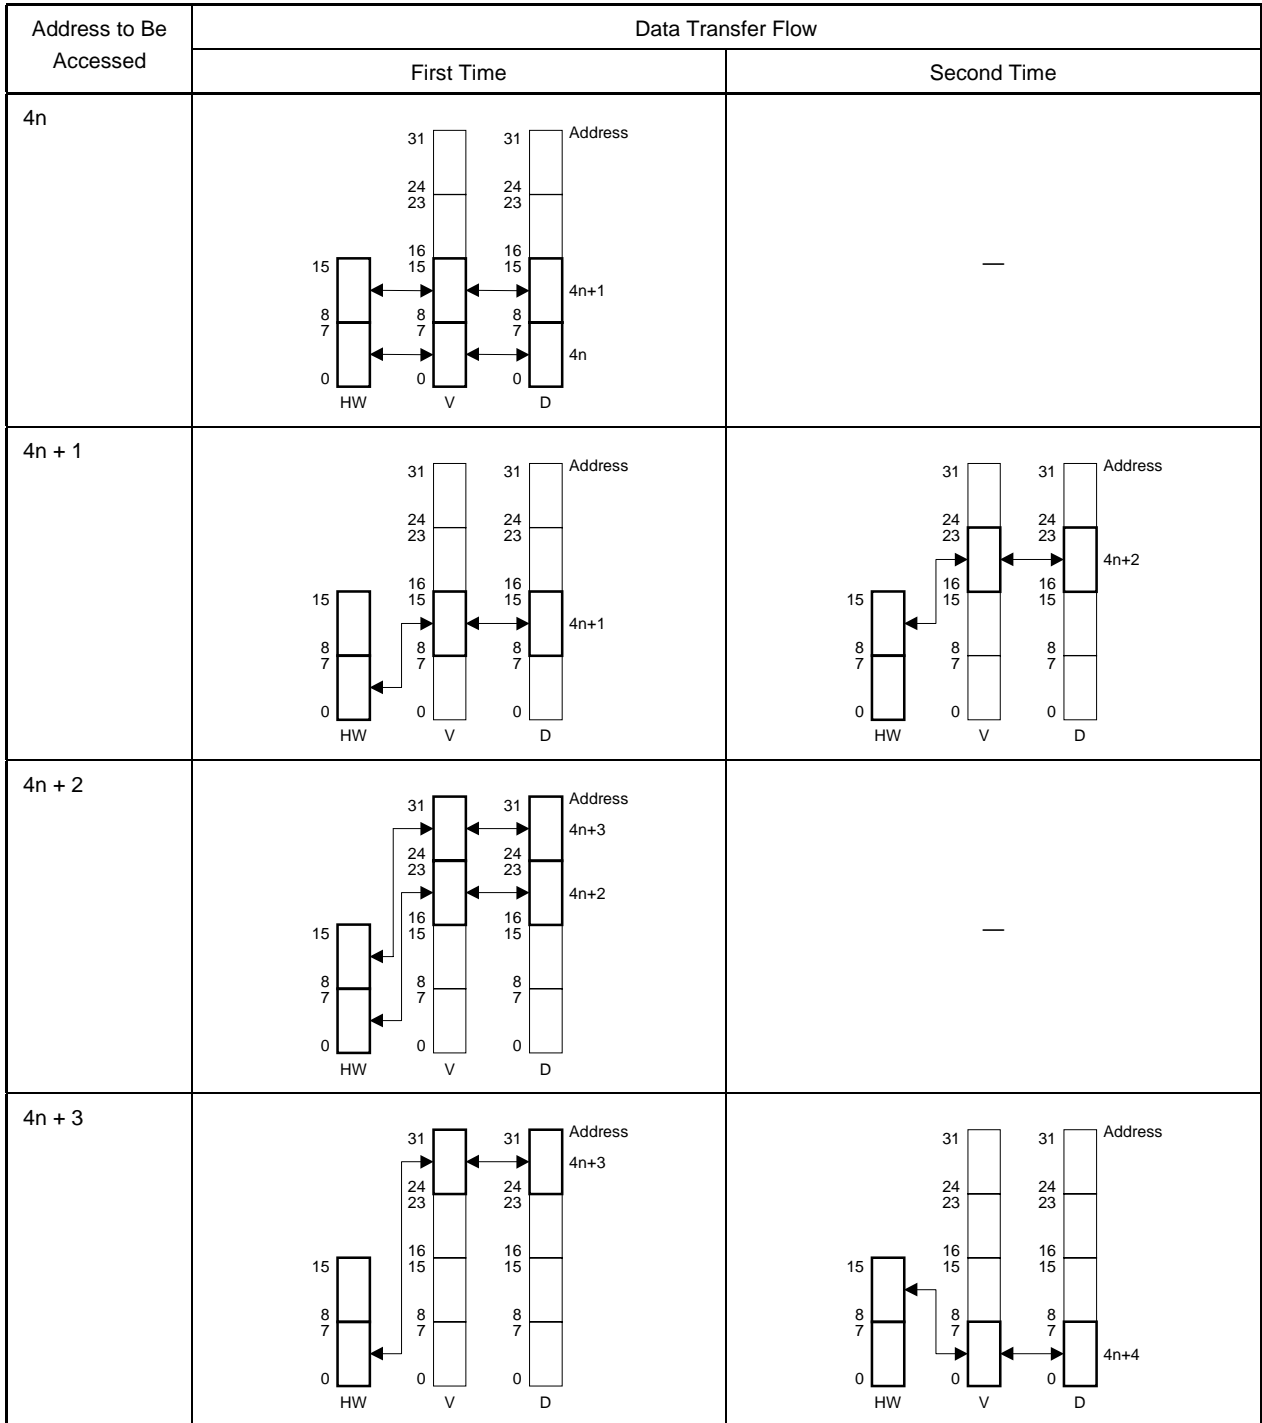 Address to Be
Accessed
Data Transfer Flow
First Time
Second Time
4n
31 31 Address
24 24
23 23
16 16
15 15 15
4n+1
8 8 8
7 7 7
4n
0 0 0
HW V D
—
4n + 1
31 31 Address
24 24
23 23
16 16
15 15 15
4n+1
8 8 8
7 7 7
0 0 0
HW V D
31 31 Address
24 24
23 23
4n+2
16 16
15 15 15
8 8 8
7 7 7
0 0 0
HW V D
4n + 2
31 31 Address
4n+3
24 24
23 23
4n+2
16 16
15 15 15
8 8 8
7 7 7
0 0 0
HW V D
—
4n + 3
31 31 Address
4n+3
24 24
23 23
16 16
15 15 15
8 8 8
7 7 7
0 0 0
HW V D
31 31 Address
24 24
23 23
16 16
15 15 15
8 8 8
7 7 7
4n+4
0 0 0
HW V D